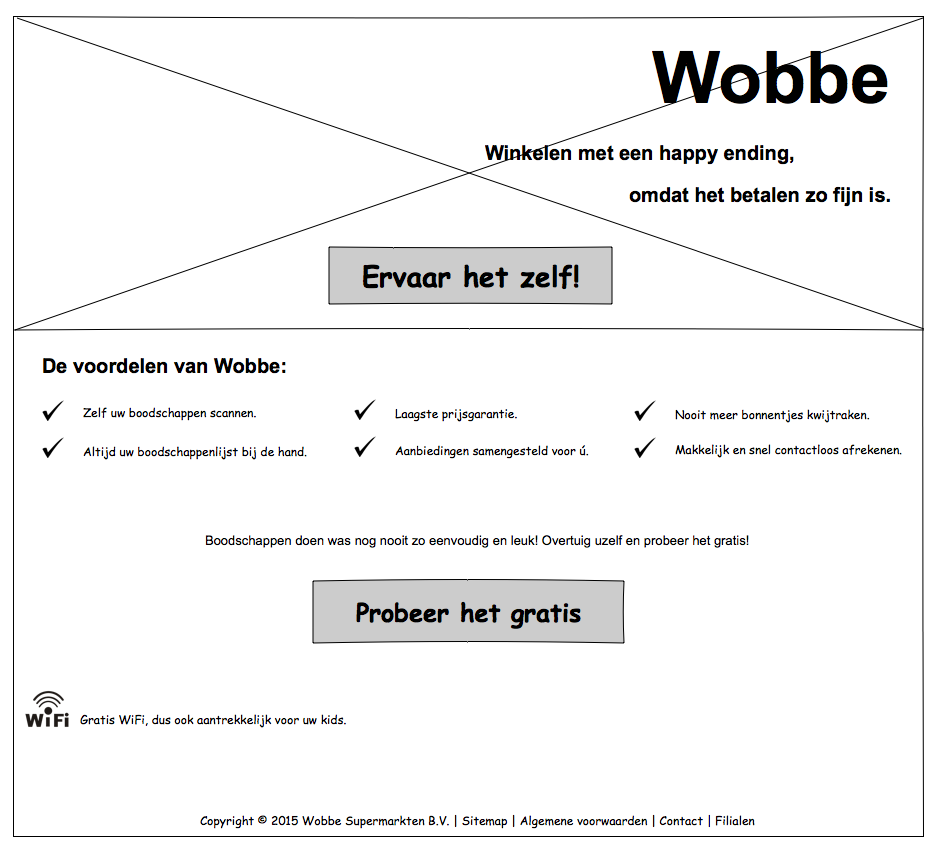 Wobbe
Winkelen met een happy ending,
omdat het betalen zo fijn is.
Ervaar het zelf!
De voordelen van Wobbe:
Zelf uw boodschappen scannen.
Laagste prijsgarantie.
Nooit meer bonnentjes kwijtraken.
Altijd uw boodschappenlijst bij de hand.
Aanbiedingen samengesteld voor ú.
Makkelijk en snel contactloos afrekenen.
Boodschappen doen was nog nooit zo eenvoudig en leuk! Overtuig uzelf en probeer het gratis!
Probeer het gratis
WiFi
Gratis WiFi, dus ook aantrekkelijk voor uw kids.
Copyright © 2015 Wobbe Supermarkten B.V. | Sitemap | Algemene voorwaarden | Contact | Filialen